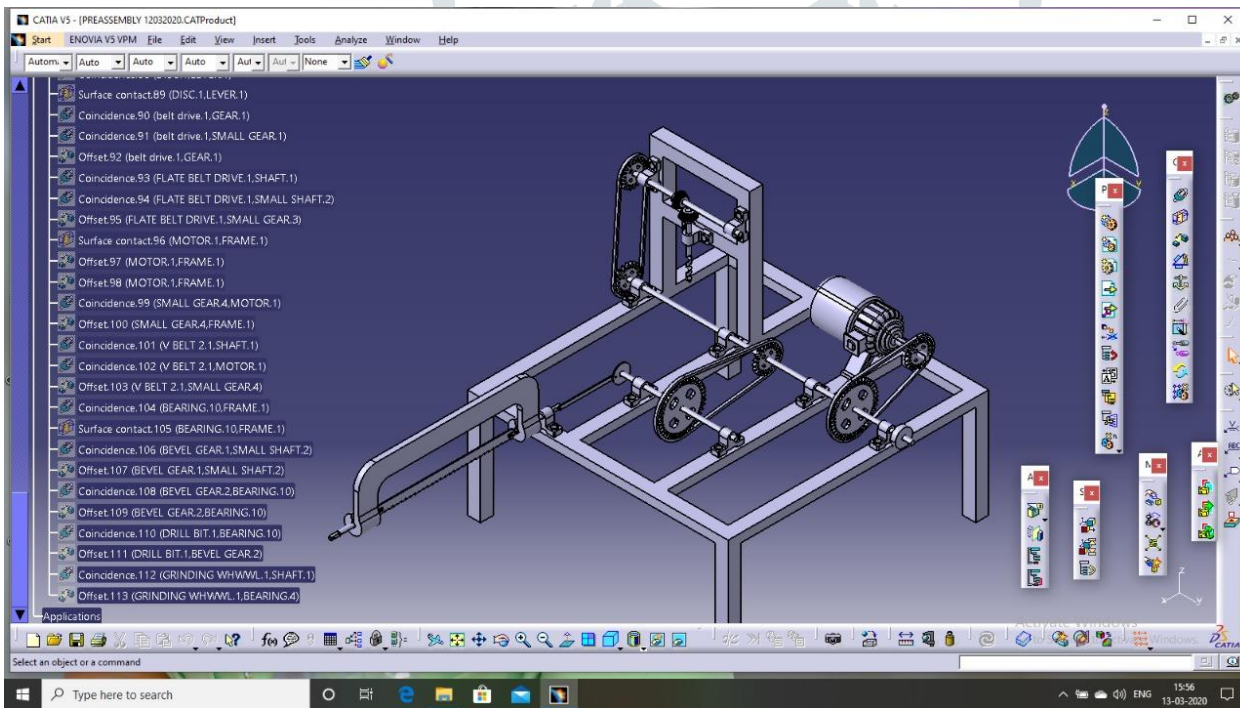 CATIA V5 - [PREASSEMBLY 12032020.CATProduct]
Start ENOVIA V5 VPM File Edit View Insert Tools Analyze Window Help
Auto Auto Auto Aut Aut None
Surface contact.89 (DISC.1,LEVER.1)
Coincidence.90 (belt drive.1,GEAR.1)
Coincidence.91 (belt drive.1,SMALL GEAR.1)
Offset.92 (belt drive.1,GEAR.1)
Coincidence.93 (FLATE BELT DRIVE.1,SHAFT.1)
Coincidence.94 (FLATE BELT DRIVE.1,SMALL SHAFT.2)
Offset.95 (FLATE BELT DRIVE.1,SMALL GEAR.3)
Surface contact.96 (MOTOR.1,FRAME.1)
Offset.97 (MOTOR.1,FRAME.1)
Offset.98 (MOTOR.1,FRAME.1)
Coincidence.99 (SMALL GEAR.4,MOTOR.1)
Offset.100 (SMALL GEAR.4,FRAME.1)
Coincidence.101 (V BELT 2.1,SHAFT.1)
Coincidence.102 (V BELT 2.1,MOTOR.1)
Offset.103 (V BELT 2.1,SMALL GEAR.4)
Coincidence.104 (BEARING.10,FRAME.1)
Surface contact.105 (BEARING.10,FRAME.1)
Coincidence.106 (BEVEL GEAR.1,SMALL SHAFT.2)
Offset.107 (BEVEL GEAR.1,SMALL SHAFT.2)
Coincidence.108 (BEVEL GEAR.2,BEARING.10)
Offset.109 (BEVEL GEAR.2,BEARING.10)
Coincidence.110 (DRILL BIT.1,BEARING.10)
Offset.111 (DRILL BIT.1,BEVEL GEAR.2)
Coincidence.112 (GRINDING WHWWL.1,SHAFT.1)
Offset.113 (GRINDING WHWWL.1,BEARING.4)
Applications
P
A
S
z
x y
Activate Windows
Select an object or a command
CATIA
Type here to search
ENG
15:56
13-03-2020